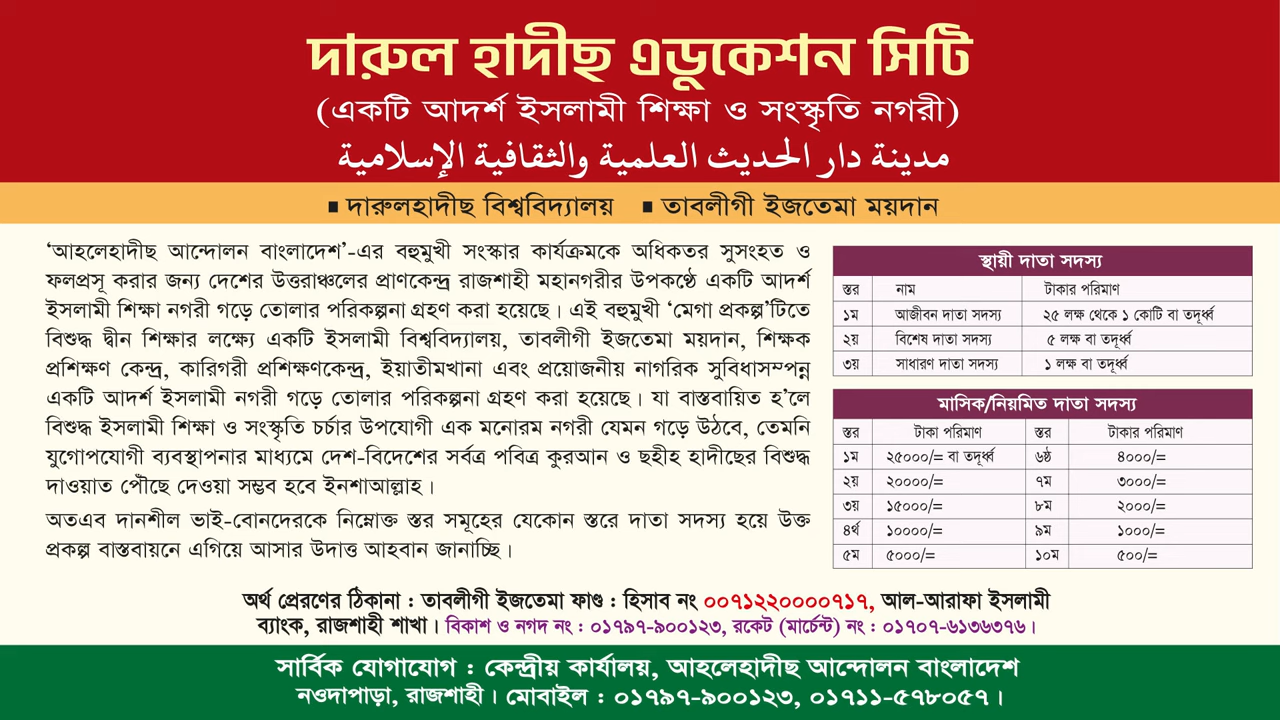 দারুল হাদীছ এডুকেশন সিটি
(একটি আদর্শ ইসলামী শিক্ষা ও সংস্কৃতি নগরী)
مدينة دار الحديث العلمية والثقافية الإسلامية
■ দারুলহাদীছ বিশ্ববিদ্যালয় ■ তাবলীগী ইজতেমা ময়দান
‘আহলেহাদীছ আন্দোলন বাংলাদেশ’-এর বহুমুখী সংস্কার কার্যক্রমকে অধিকতর সুসংহত ও
ফলপ্রসূ করার জন্য দেশের উত্তরাঞ্চলের প্রাণকেন্দ্র রাজশাহী মহানগরীর উপকণ্ঠে একটি আদর্শ
ইসলামী শিক্ষা নগরী গড়ে তোলার পরিকল্পনা গ্রহণ করা হয়েছে। এই বহুমুখী ‘মেগা প্রকল্প’টিতে
বিশুদ্ধ দ্বীন শিক্ষার লক্ষ্যে একটি ইসলামী বিশ্ববিদ্যালয়, তাবলীগী ইজতেমা ময়দান, শিক্ষক
প্রশিক্ষণ কেন্দ্র, কারিগরী প্রশিক্ষণকেন্দ্র, ইয়াতীমখানা এবং প্রয়োজনীয় নাগরিক সুবিধাসম্পন্ন
একটি আদর্শ ইসলামী নগরী গড়ে তোলার পরিকল্পনা গ্রহণ করা হয়েছে। যা বাস্তবায়িত হ’লে
বিশুদ্ধ ইসলামী শিক্ষা ও সংস্কৃতি চর্চার উপযোগী এক মনোরম নগরী যেমন গড়ে উঠবে, তেমনি
যুগোপযোগী ব্যবস্থাপনার মাধ্যমে দেশ-বিদেশের সর্বত্র পবিত্র কুরআন ও ছহীহ হাদীছের বিশুদ্ধ
দাওয়াত পৌঁছে দেওয়া সম্ভব হবে ইনশাআল্লাহ।
অতএব দানশীল ভাই-বোনদেরকে নিম্নোক্ত স্তর সমূহের যেকোন স্তরে দাতা সদস্য হয়ে উক্ত
প্রকল্প বাস্তবায়নে এগিয়ে আসার উদাত্ত আহবান জানাচ্ছি।
স্থায়ী দাতা সদস্য
স্তর নাম টাকার পরিমাণ
১ম আজীবন দাতা সদস্য ২৫ লক্ষ থেকে ১ কোটি বা তদূর্ধ্ব
২য় বিশেষ দাতা সদস্য ৫ লক্ষ বা তদূর্ধ্ব
৩য় সাধারণ দাতা সদস্য ১ লক্ষ বা তদূর্ধ্ব
মাসিক/নিয়মিত দাতা সদস্য
স্তর টাকা পরিমাণ স্তর টাকার পরিমাণ
১ম ২৫০০০/= বা তদূর্ধ্ব ৬ষ্ঠ ৪০০০/=
২য় ২০০০০/= ৭ম ৩০০০/=
৩য় ১৫০০০/= ৮ম ২০০০/=
৪র্থ ১০০০০/= ৯ম ১০০০/=
৫ম ৫০০০/= ১০ম ৫০০/=
অর্থ প্রেরণের ঠিকানা : তাবলীগী ইজতেমা ফাণ্ড : হিসাব নং ০০৭১২২০০০০৭১৭, আল-আরাফা ইসলামী
ব্যাংক, রাজশাহী শাখা। বিকাশ ও নগদ নং : ০১৭৯৭-৯০০১২৩, রকেট (মার্চেন্ট) নং : ০১৭০৭-৬১৩৬৩৭৬।
সার্বিক যোগাযোগ : কেন্দ্রীয় কার্যালয়, আহলেহাদীছ আন্দোলন বাংলাদেশ
নওদাপাড়া, রাজশাহী। মোবাইল : ০১৭৯৭-৯০০১২৩, ০১৭১১-৫৭৮০৫৭।